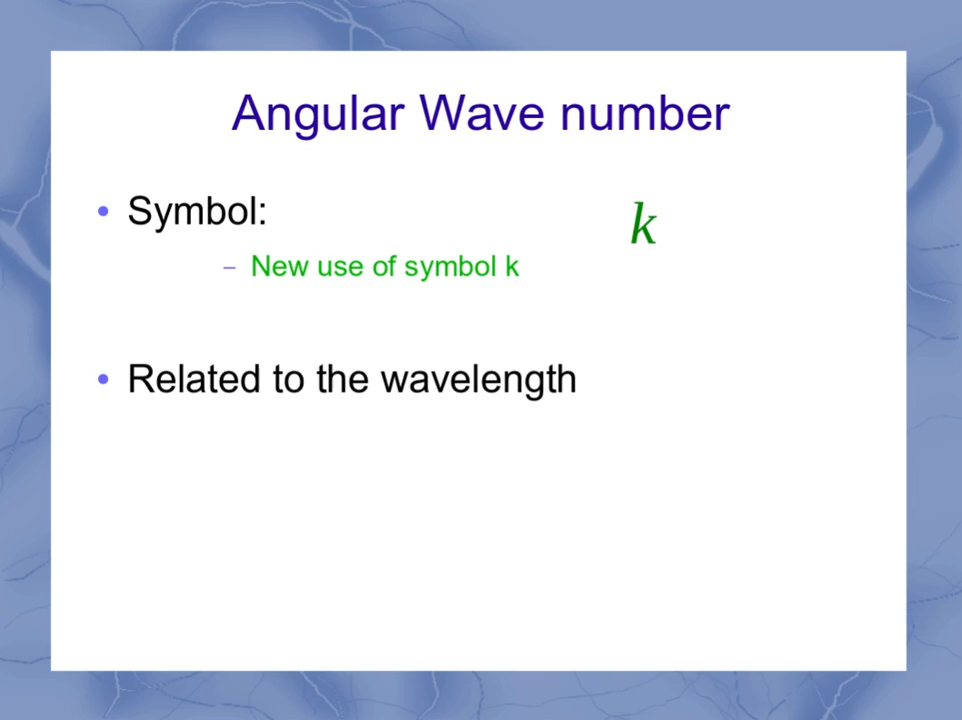 Angular Wave number
• Symbol:
k
– New use of symbol k
• Related to the wavelength